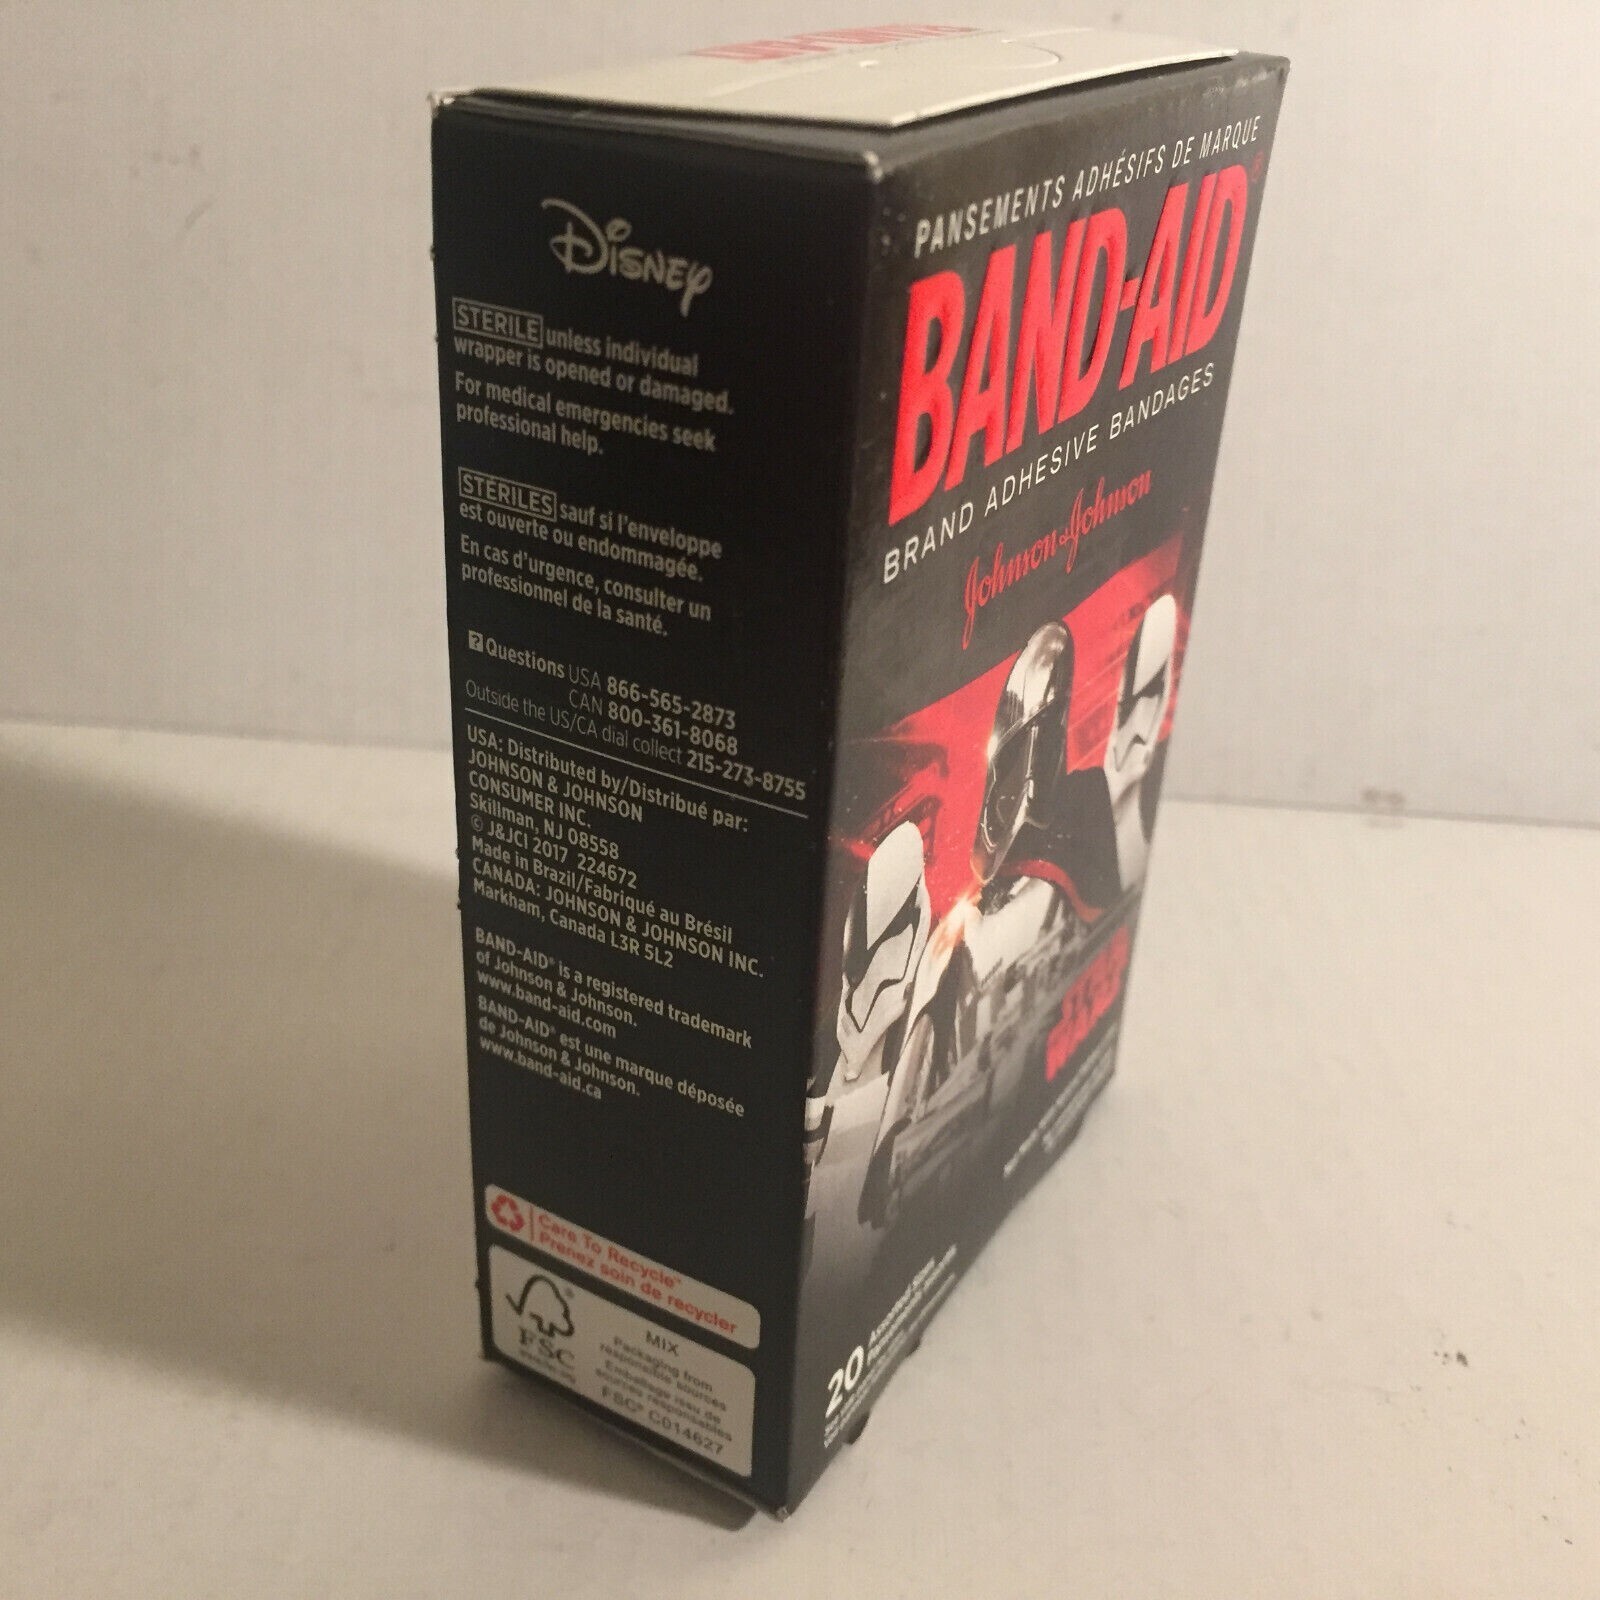 BAND-AID
Disney
STERILE unless individual
wrapper is opened or damaged.
For medical emergencies seek
professional help.
STÉRILES sauf si l'enveloppe
est ouverte ou endommagée.
En cas d'urgence, consulter un
professionnel de la santé.
? Questions USA 866-565-2873
CAN 800-361-8068
Outside the US/CA dial collect 215-273-8755
USA: Distributed by/Distribué par:
JOHNSON & JOHNSON
CONSUMER INC.
Skillman, NJ 08558
© J&JCI 2017 224672
Made in Brazil/Fabriqué au Brésil
CANADA: JOHNSON & JOHNSON INC.
Markham, Canada L3R 5L2
BAND-AID® is a registered trademark
of Johnson & Johnson.
www.band-aid.com
BAND-AID® est une marque déposée
de Johnson & Johnson.
www.band-aid.ca
Care To Recycle™
Prenez soin de recycler
FSC
MIX
Packaging from
responsible sources
Emballage issu de
sources responsables
FSC® C014627
PANSEMENTS ADHÉSIFS DE MARQUE
BAND-AID®
BRAND ADHESIVE BANDAGES
Johnson & Johnson
STAR
WARS
20 Assorted Sizes